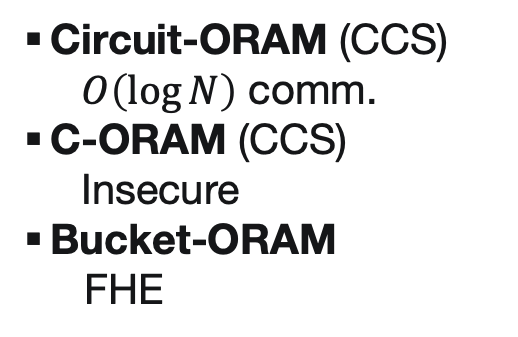 ▪ Circuit-ORAM (CCS)
O(log N) comm.
▪ C-ORAM (CCS)
Insecure
▪ Bucket-ORAM
FHE